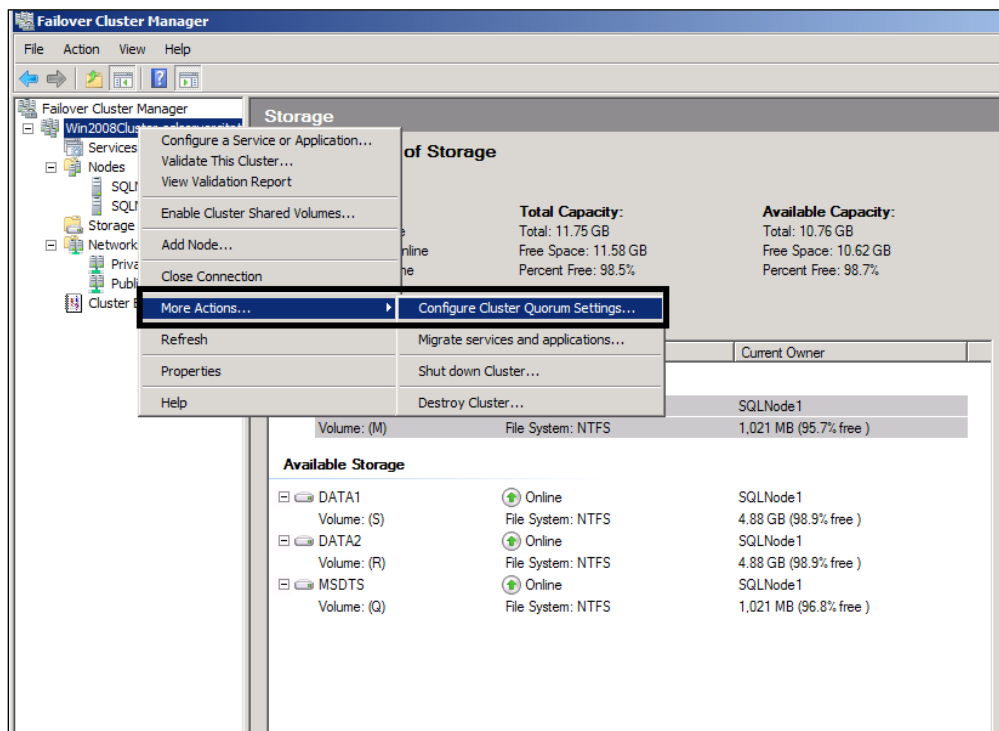 Failover Cluster Manager
File Action View Help
Failover Cluster Manager
Storage
Win2008Cluster
Services
Configure a Service or Application...
of Storage
Nodes
Validate This Cluster...
View Validation Report
Enable Cluster Shared Volumes...
Total Capacity:
Available Capacity:
Storage
Total: 11.75 GB
Total: 10.76 GB
Network
Add Node...
Free Space: 11.58 GB
Free Space: 10.62 GB
Close Connection
Percent Free: 98.5%
Percent Free: 98.7%
Cluster E
More Actions...
Configure Cluster Quorum Settings...
Refresh
Migrate services and applications...
Current Owner
Properties
Shut down Cluster...
Help
Destroy Cluster...
SQLNode1
Volume: (M) File System: NTFS 1,021 MB (95.7% free )
Available Storage
DATA1 Online SQLNode1
Volume: (S) File System: NTFS 4.88 GB (98.9% free )
DATA2 Online SQLNode1
Volume: (R) File System: NTFS 4.88 GB (98.9% free )
MSDTS Online SQLNode1
Volume: (Q) File System: NTFS 1,021 MB (96.8% free )